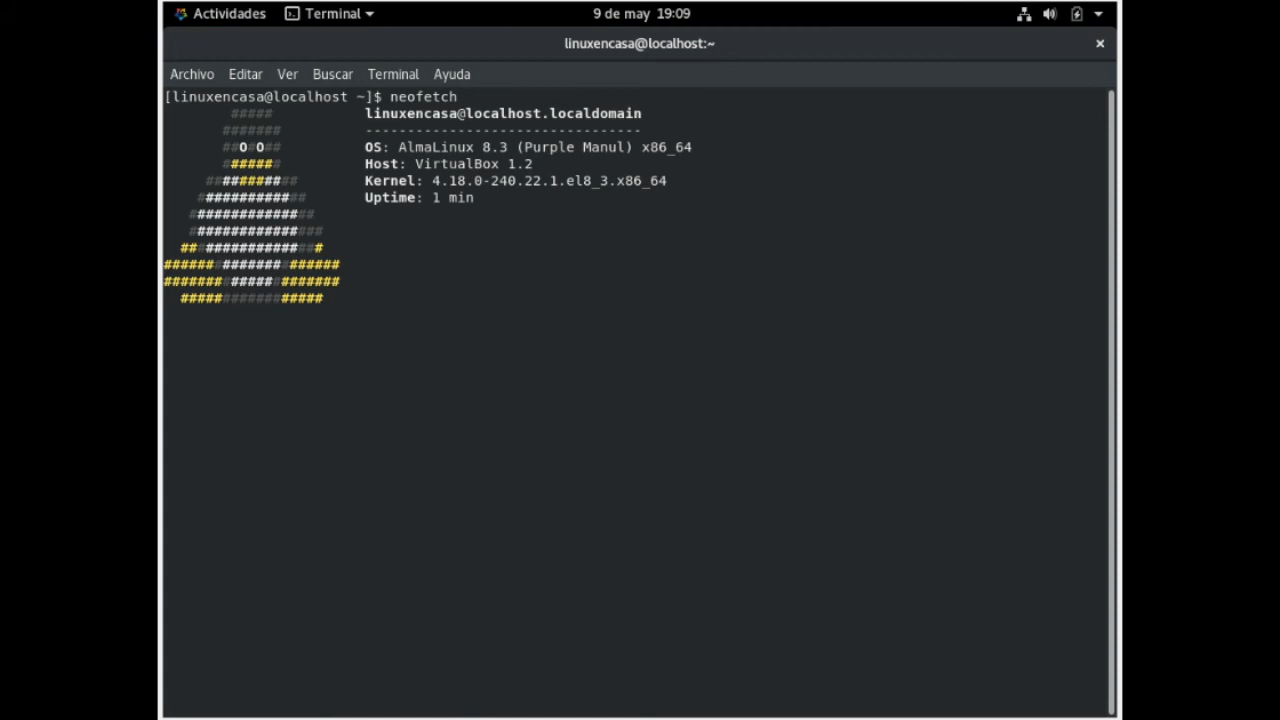 Actividades Terminal 9 de may 19:09
linuxencasa@localhost:~
Archivo Editar Ver Buscar Terminal Ayuda
[linuxencasa@localhost ~]$ neofetch
##### linuxencasa@localhost.localdomain
####### ---------------------------------
##O#O## OS: AlmaLinux 8.3 (Purple Manul) x86_64
####### Host: VirtualBox 1.2
########### Kernel: 4.18.0-240.22.1.el8_3.x86_64
############# Uptime: 1 min
###############
################
#################
#####################
#####################
#################